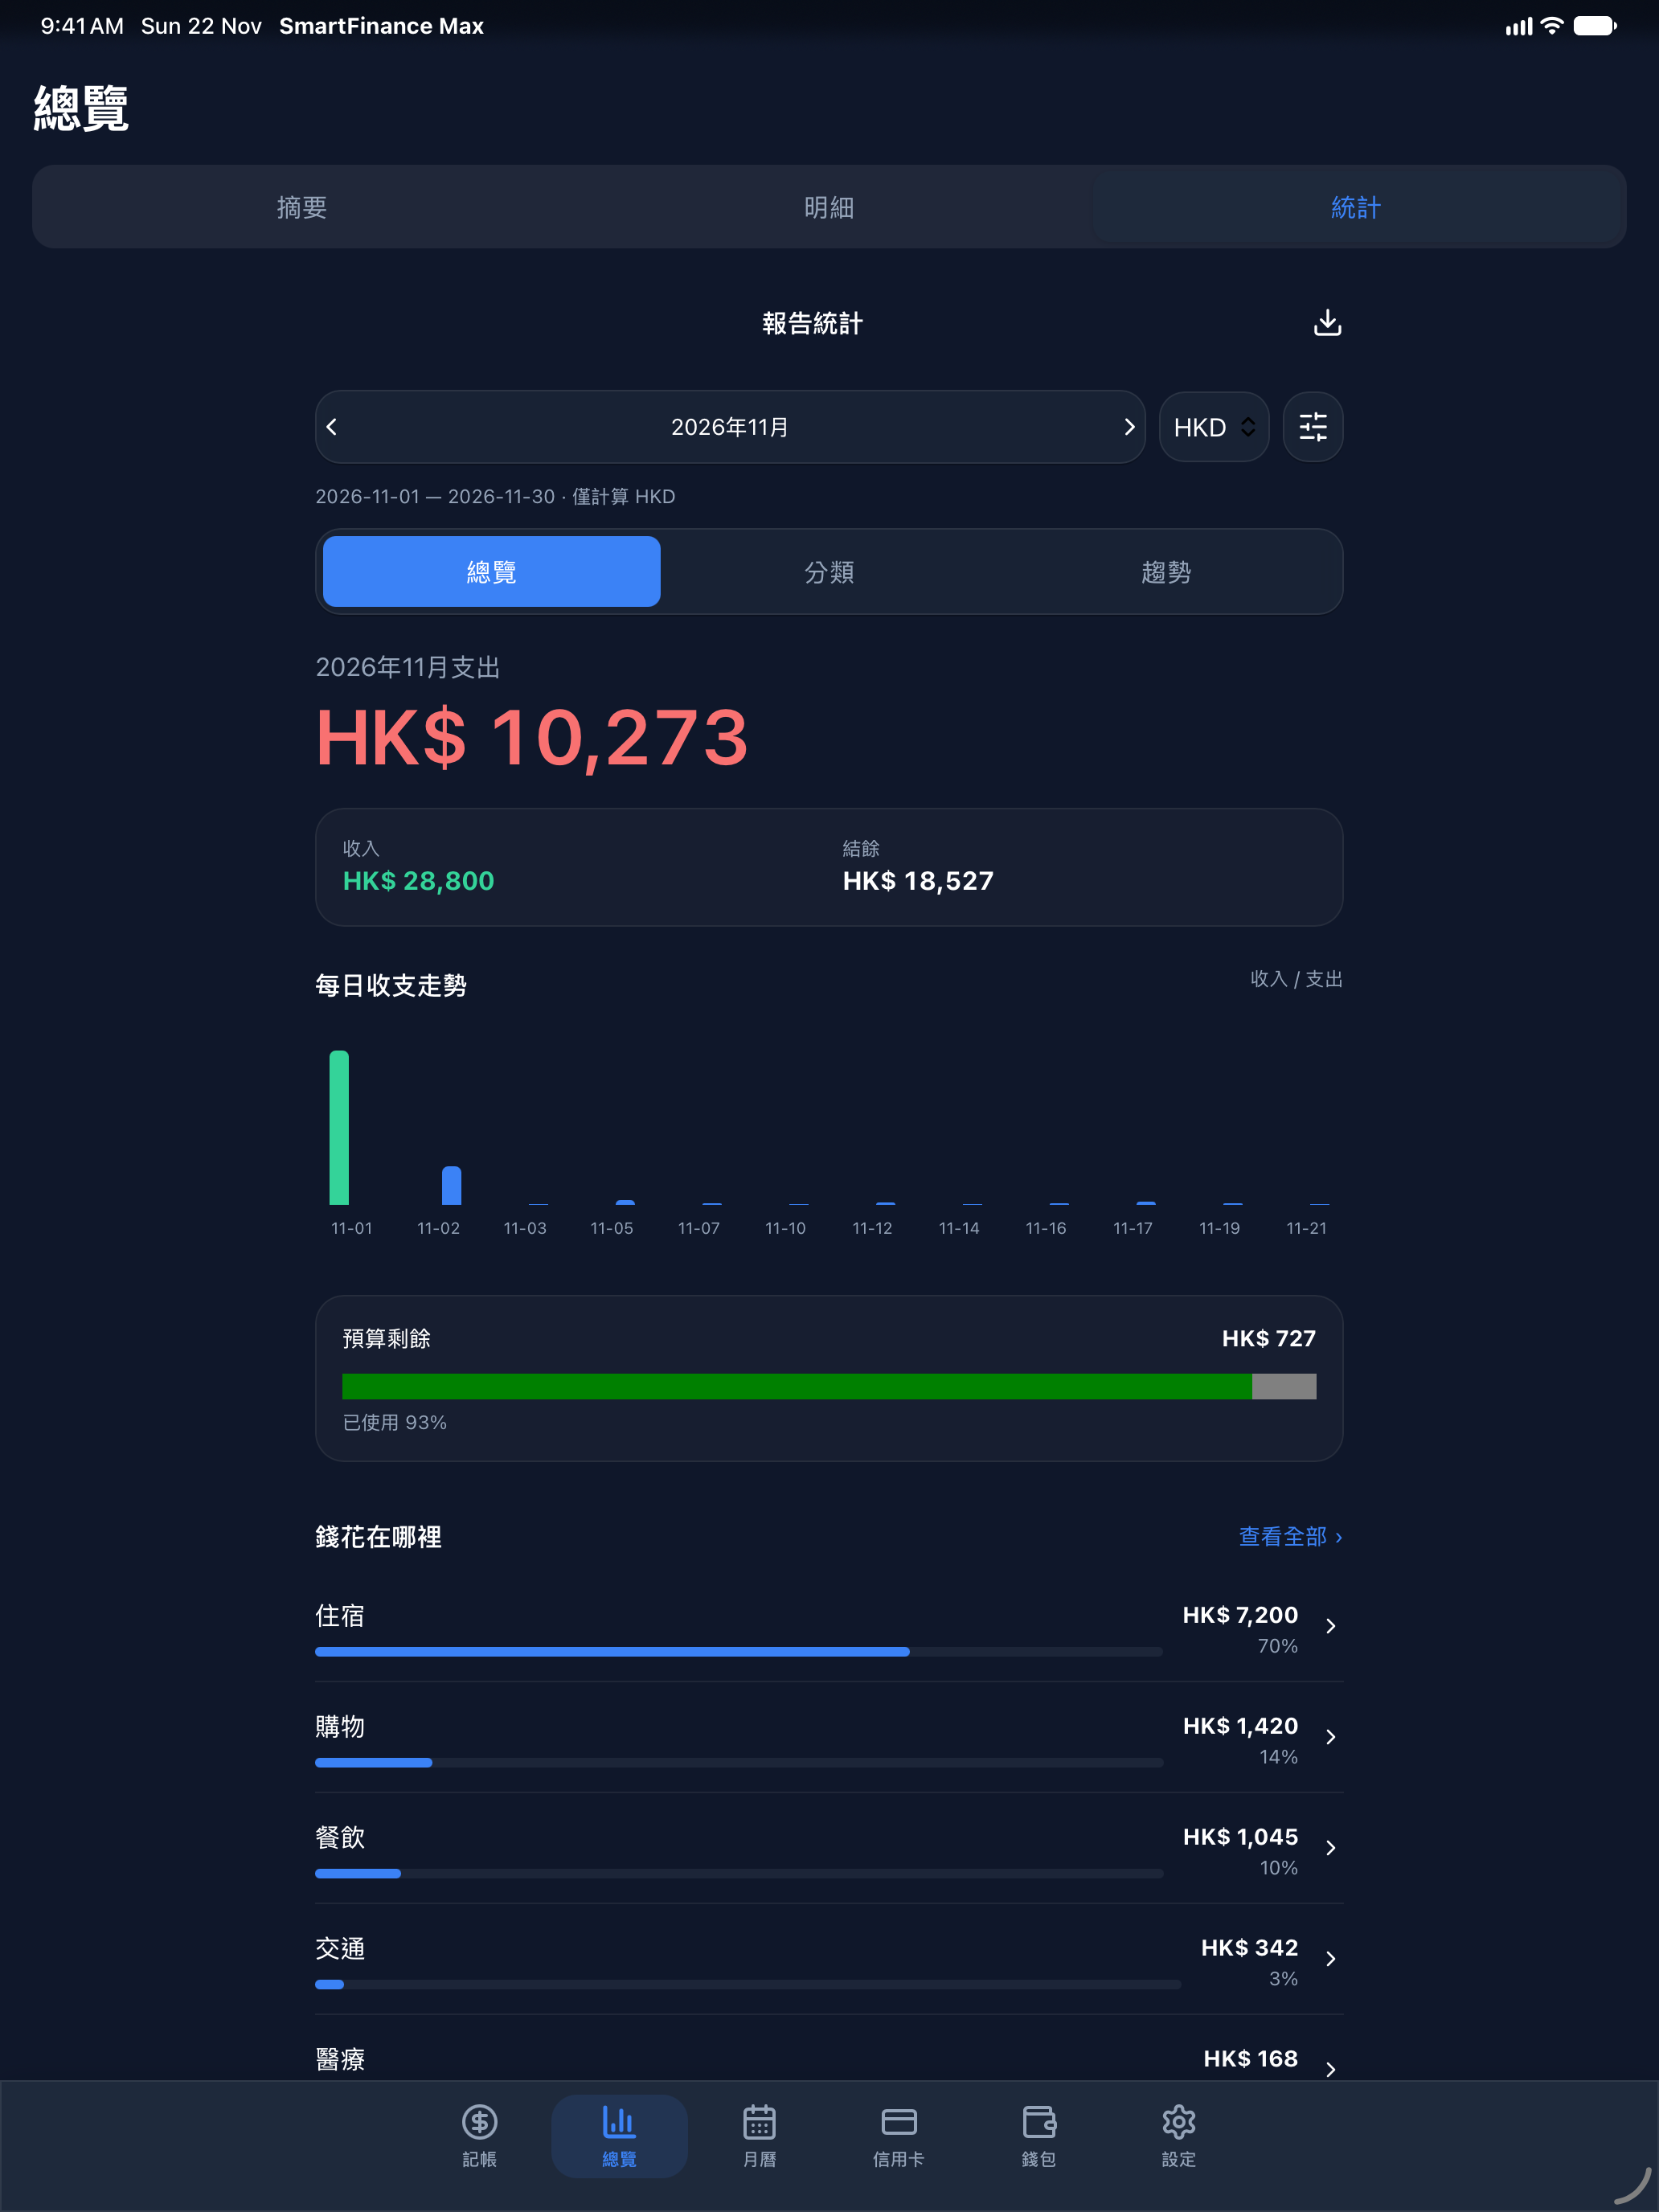 9:41 AM Sun 22 Nov SmartFinance Max
總覽
摘要 明細 統計
報告統計
2026年11月 HKD
2026-11-01 — 2026-11-30 · 僅計算 HKD
總覽 分類 趨勢
2026年11月支出
HK$ 10,273
收入 結餘
HK$ 28,800 HK$ 18,527
每日收支走勢 收入 / 支出
11-01 11-02 11-03 11-05 11-07 11-10 11-12 11-14 11-16 11-17 11-19 11-21
預算剩餘 HK$ 727
已使用 93%
錢花在哪裡 查看全部 ›
住宿 HK$ 7,200
70%
購物 HK$ 1,420
14%
餐飲 HK$ 1,045
10%
交通 HK$ 342
3%
醫療 HK$ 168
記帳 總覽 月曆 信用卡 錢包 設定